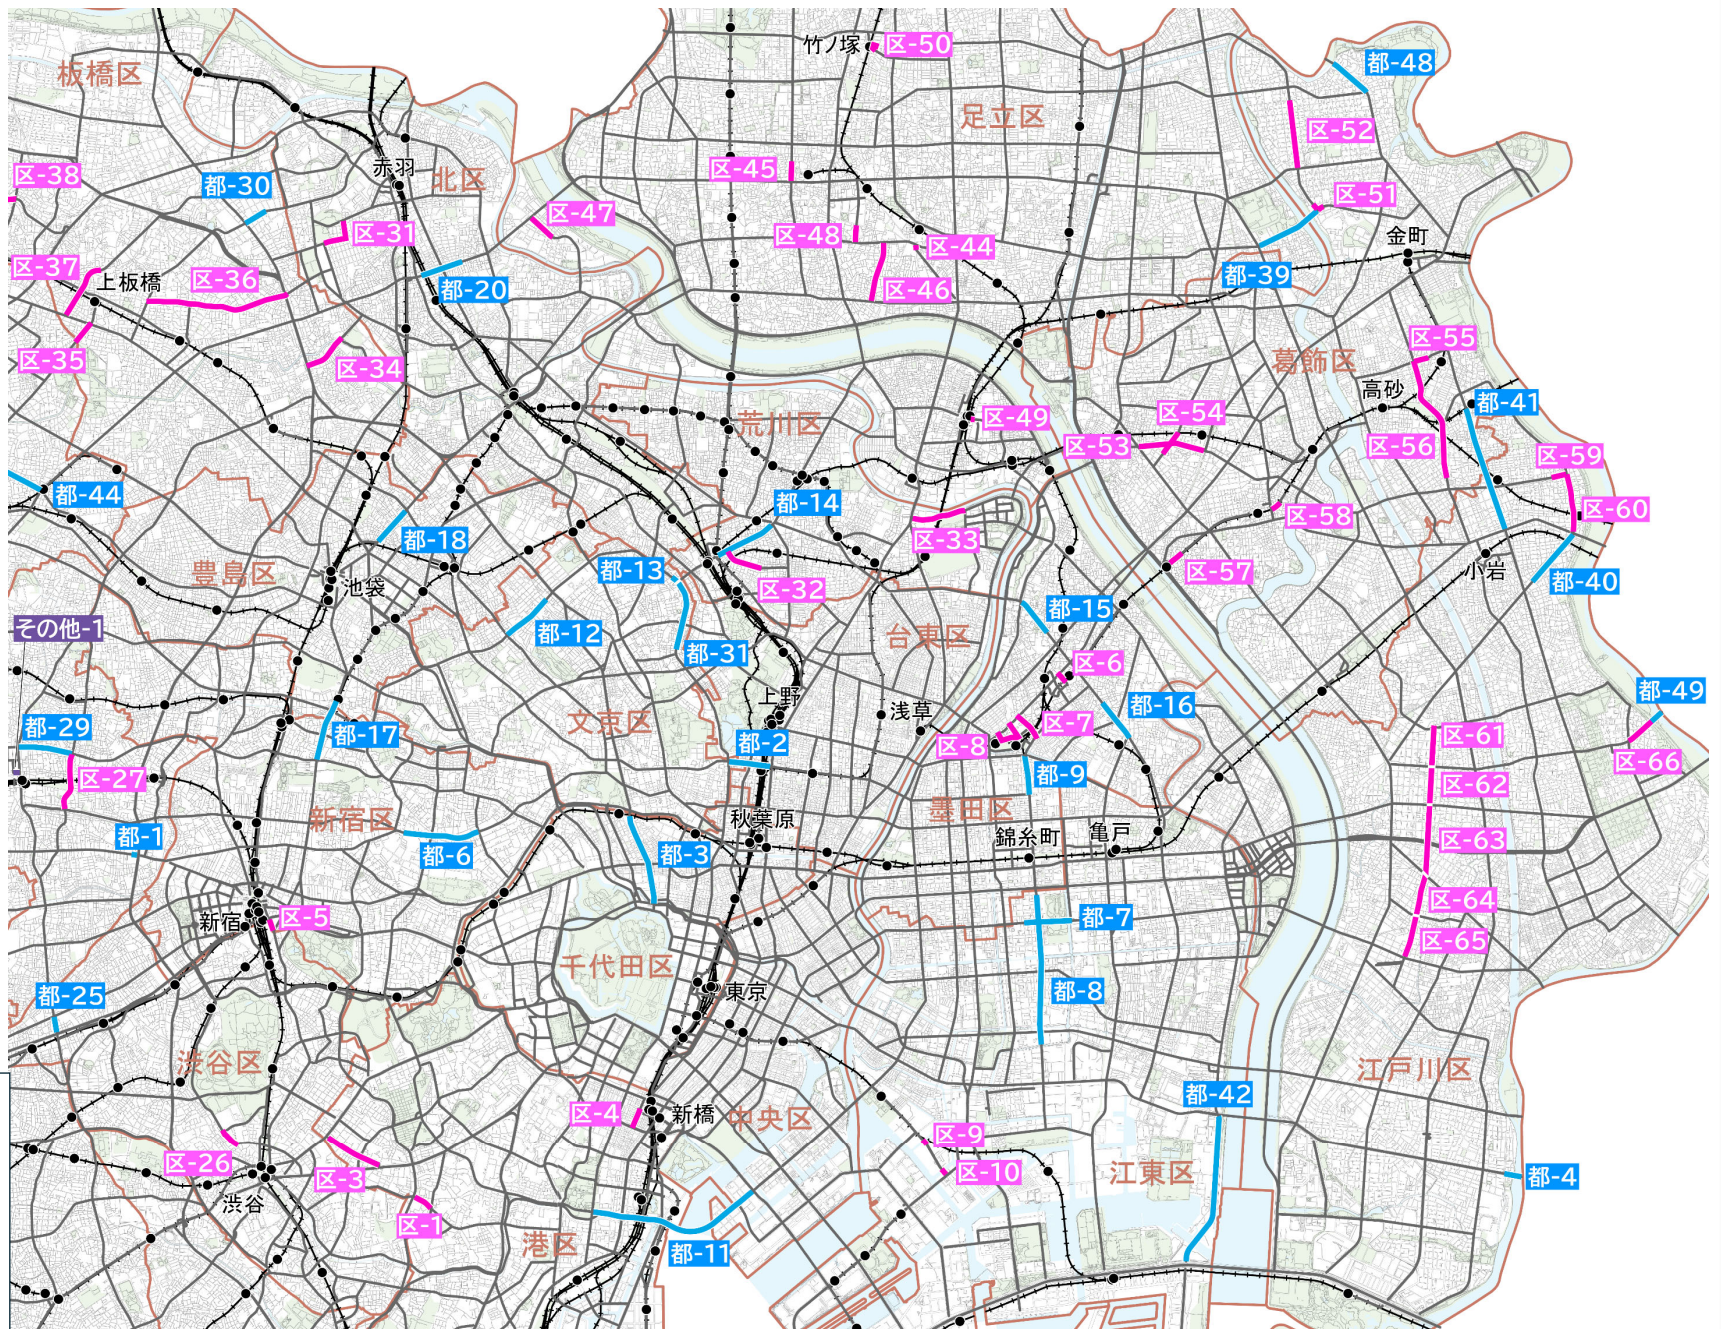 竹ノ塚
区-50
都-48
板橋区
足立区
区-52
赤羽
北区
区-45
区-38
都-30
区-51
区-47
区-31
区-48
区-44
金町
区-37
上板橋
区-36
都-39
都-20
区-46
区-55
区-35
区-34
葛飾区
高砂
都-41
荒川区
区-49
区-54
区-53
区-56
区-59
都-44
都-14
区-60
区-58
都-18
区-33
豊島区
池袋
都-13
区-32
区-57
小岩
都-40
その他-1
都-12
都-15
台東区
都-31
区-6
上野
都-49
文京区
浅草
都-16
都-29
都-17
都-2
区-8
区-7
区-61
区-66
区-27
都-9
区-62
新宿区
秋葉原
墨田区
都-1
都-6
都-3
錦糸町
亀戸
区-63
区-64
新宿
区-5
都-7
区-65
千代田区
都-25
東京
都-8
渋谷区
江戸川区
都-42
区-4
新橋
中央区
区-9
区-26
区-3
区-10
江東区
都-4
渋谷
区-1
港区
都-11